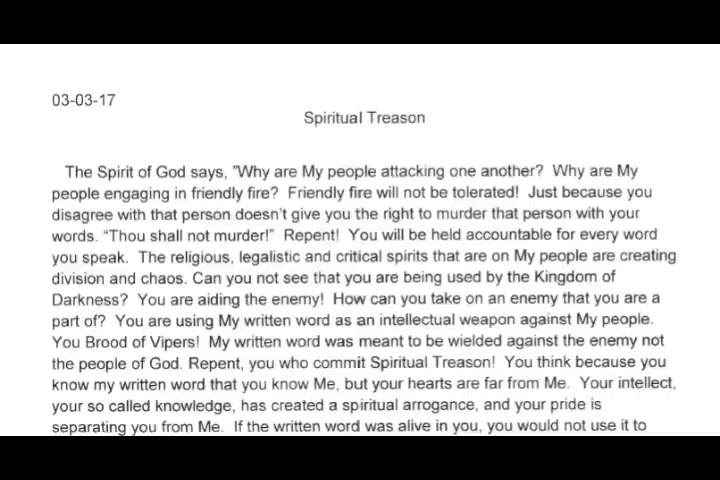 03-03-17
Spiritual Treason
The Spirit of God says, "Why are My people attacking one another? Why are My
people engaging in friendly fire? Friendly fire will not be tolerated! Just because you
disagree with that person doesn't give you the right to murder that person with your
words. “Thou shall not murder!” Repent! You will be held accountable for every word
you speak. The religious, legalistic and critical spirits that are on My people are creating
division and chaos. Can you not see that you are being used by the Kingdom of
Darkness? You are aiding the enemy! How can you take on an enemy that you are a
part of? You are using My written word as an intellectual weapon against My people.
You Brood of Vipers! My written word was meant to be wielded against the enemy not
the people of God. Repent, you who commit Spiritual Treason! You think because you
know my written word that you know Me, but your hearts are far from Me. Your intellect,
your so called knowledge, has created a spiritual arrogance, and your pride is
separating you from Me. If the written word was alive in you, you would not use it to